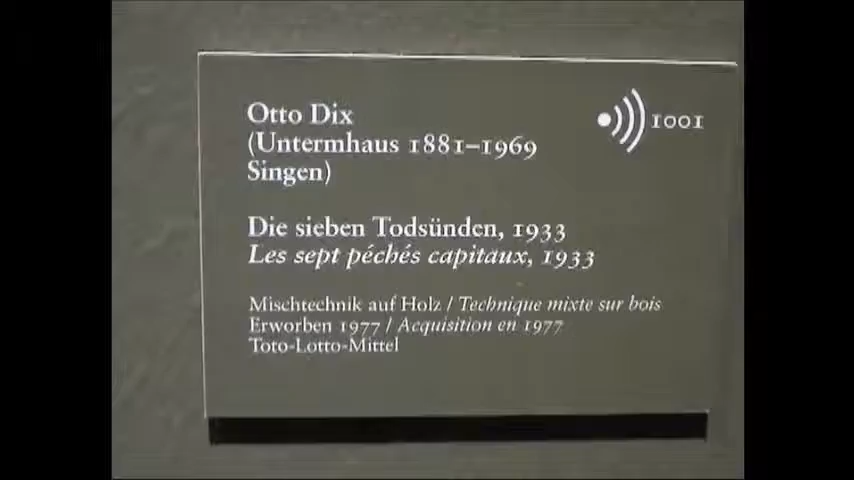 Otto Dix
(Untermhaus 1881–1969
Singen)
1001
Die sieben Todsünden, 1933
Les sept péchés capitaux, 1933
Mischtechnik auf Holz / Technique mixte sur bois
Erworben 1977 / Acquisition en 1977
Toto-Lotto-Mittel